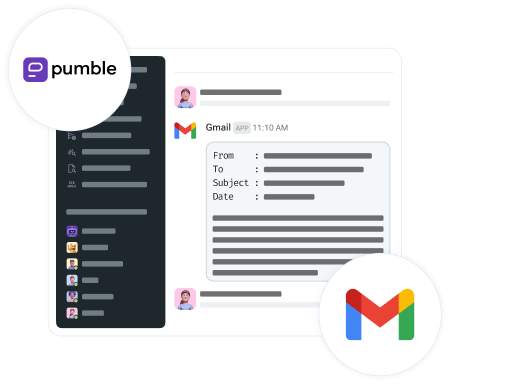 pumble
Gmail APP 11:10 AM
From :
To :
Subject :
Date :